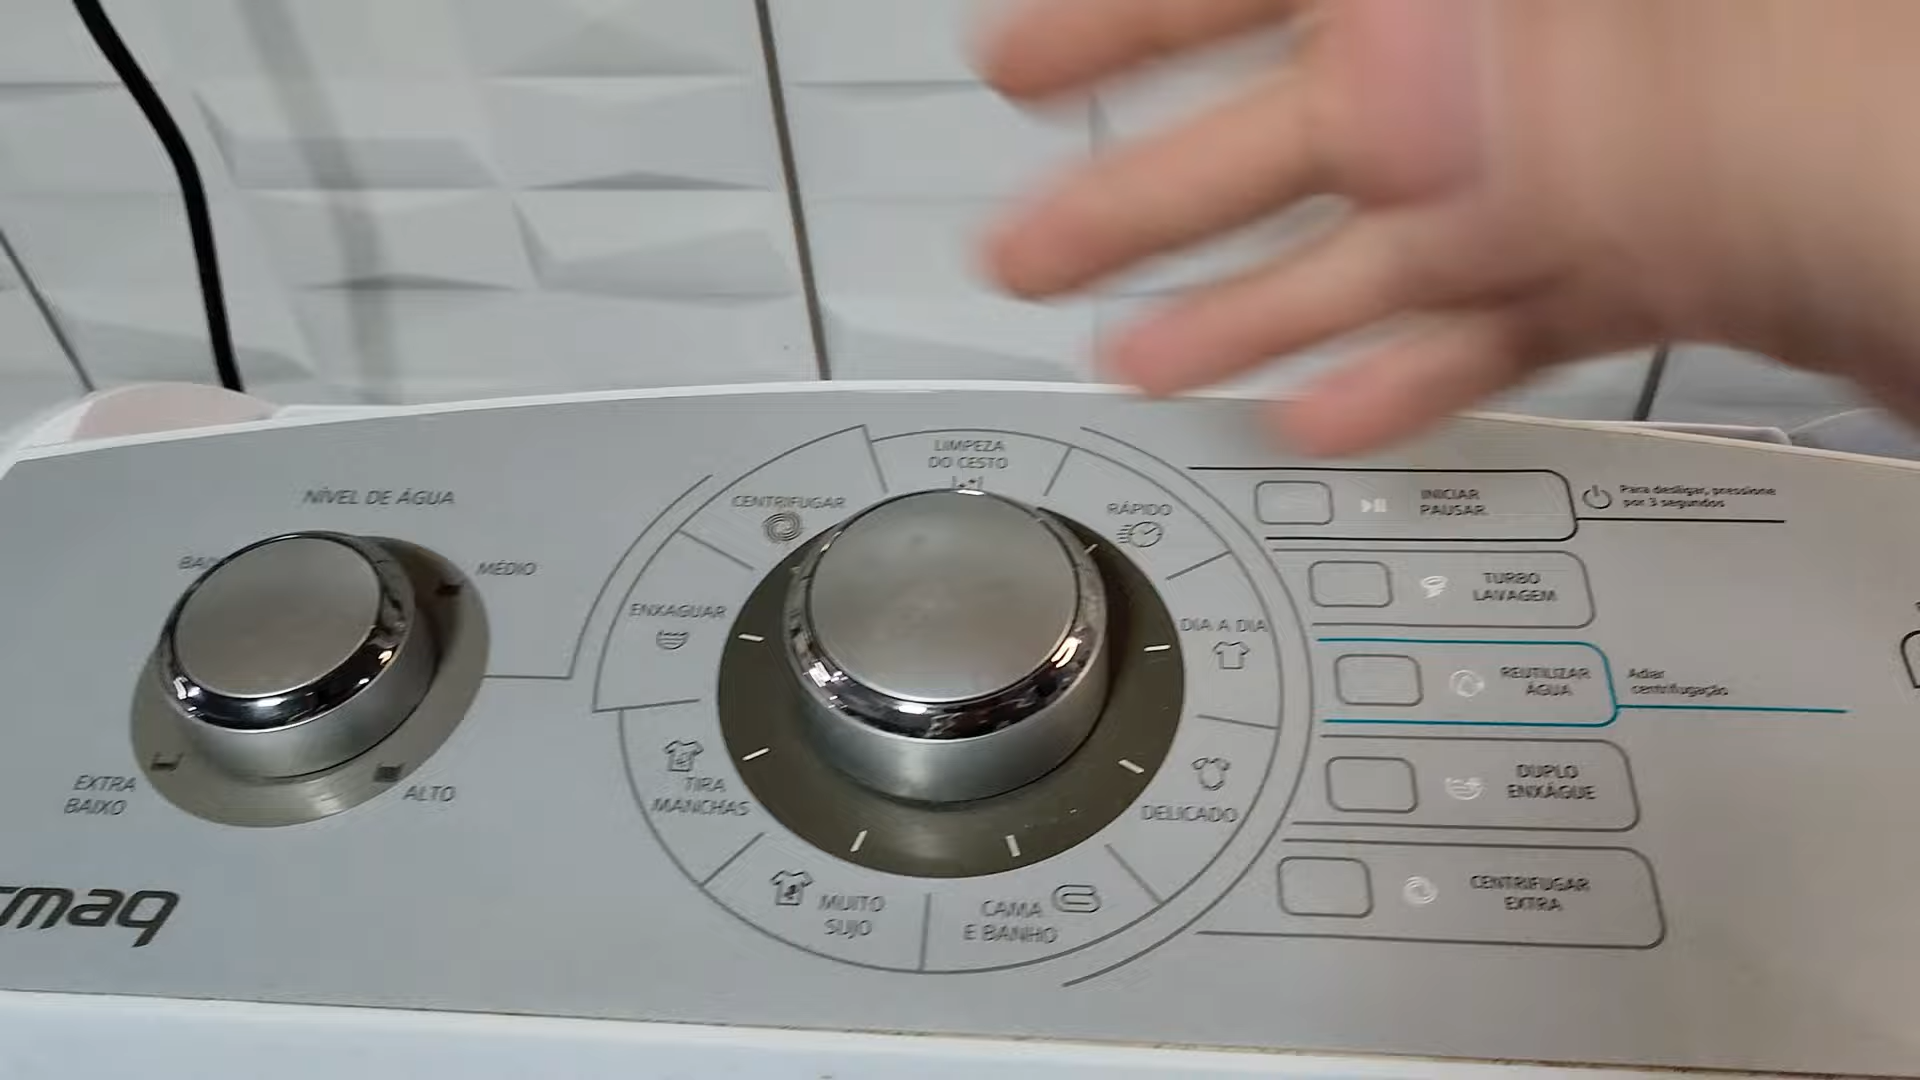 NÍVEL DE ÁGUA
MÉDIO
EXTRA
BAIXO
ALTO
maq
LIMPEZA
DO CESTO
CENTRIFUGAR
RÁPIDO
ENXAGUAR
DIA A DIA
TIRA
MANCHAS
DELICADO
MUITO
SUJO
CAMA
E BANHO
INICIAR
PAUSAR
Para desligar, pressione
por 3 segundos
TURBO
LAVAGEM
REUTILIZAR
ÁGUA
Adiar
centrifugação
DUPLO
ENXÁGUE
CENTRIFUGAR
EXTRA